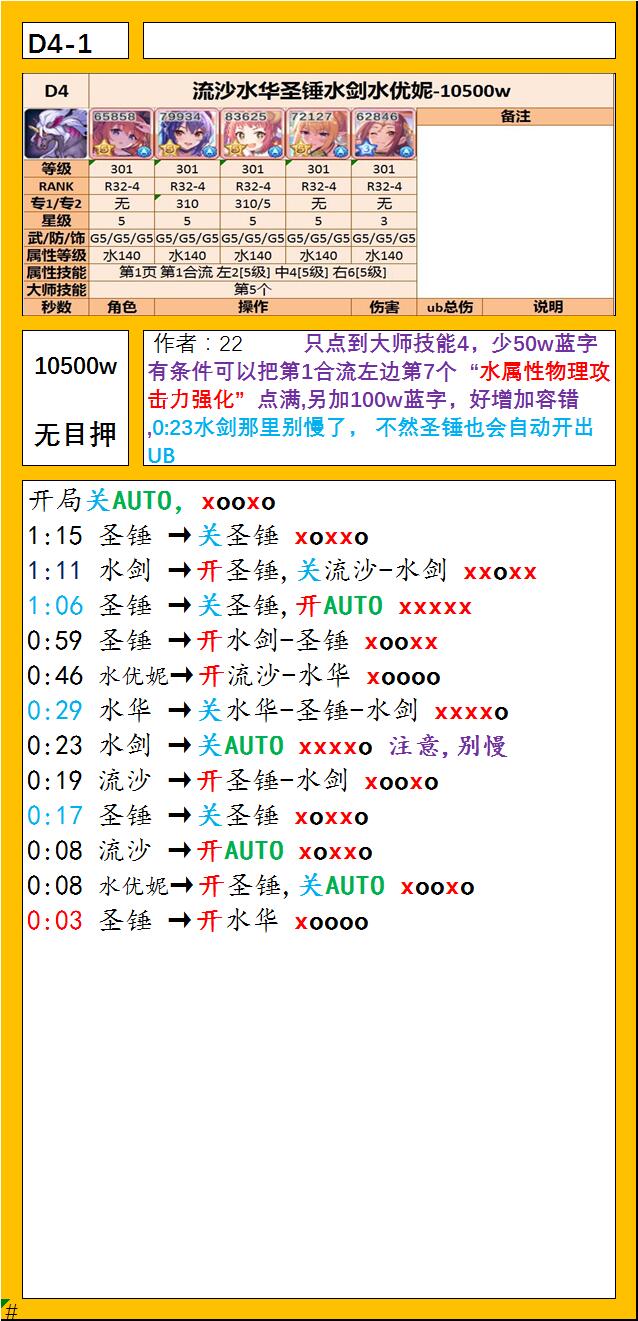 D4-1
D4 流沙水华圣锤水剑水优妮-10500w
65858 79934 83625 72127 62846 备注
等级 301 301 301 301 301
RANK R32-4 R32-4 R32-4 R32-4 R32-4
专1/专2 无 310 310/5 无 无
星级 5 5 5 5 3
武/防/饰 G5/G5/G5 G5/G5/G5 G5/G5/G5 G5/G5/G5 G5/G5/G5
属性等级 水140 水140 水140 水140 水140
属性技能 第1页 第1合流 左2[5级] 中4[5级] 右6[5级]
大师技能 第5个
秒数 角色 操作 伤害 ub总伤 说明
10500w
无目押
作者：22 只点到大师技能4，少50w蓝字
有条件可以把第1合流左边第7个 “水属性物理攻
击力强化” 点满,另加100w蓝字，好增加容错
,0:23水剑那里别慢了， 不然圣锤也会自动开出
UB
开局关AUTO, xooxo
1:15 圣锤 →关圣锤 xoxxo
1:11 水剑 →开圣锤,关流沙-水剑 xxoxx
1:06 圣锤 →关圣锤,开AUTO xxxxx
0:59 圣锤 →开水剑-圣锤 xooxx
0:46 水优妮→开流沙-水华 xoooo
0:29 水华 →关水华-圣锤-水剑 xxxxo
0:23 水剑 →关AUTO xxxxo 注意,别慢
0:19 流沙 →开圣锤-水剑 xooxo
0:17 圣锤 →关圣锤 xoxxo
0:08 流沙 →开AUTO xoxxo
0:08 水优妮→开圣锤,关AUTO xooxo
0:03 圣锤 →开水华 xoooo
#